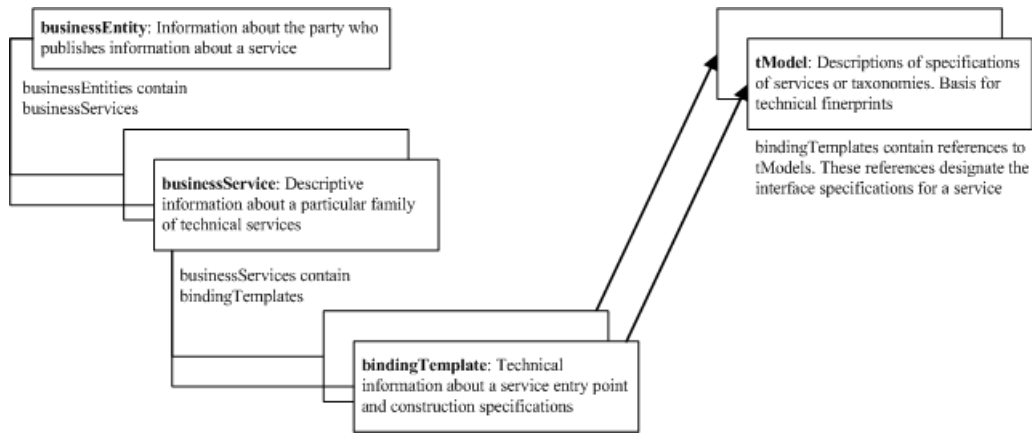 businessEntity: Information about the party who
publishes information about a service
businessEntities contain
businessServices
businessService: Descriptive
information about a particular family
of technical services
businessServices contain
bindingTemplates
bindingTemplate: Technical
information about a service entry point
and construction specifications
tModel: Descriptions of specifications
of services or taxonomies. Basis for
technical finerprints
bindingTemplates contain references to
tModels. These references designate the
interface specifications for a service